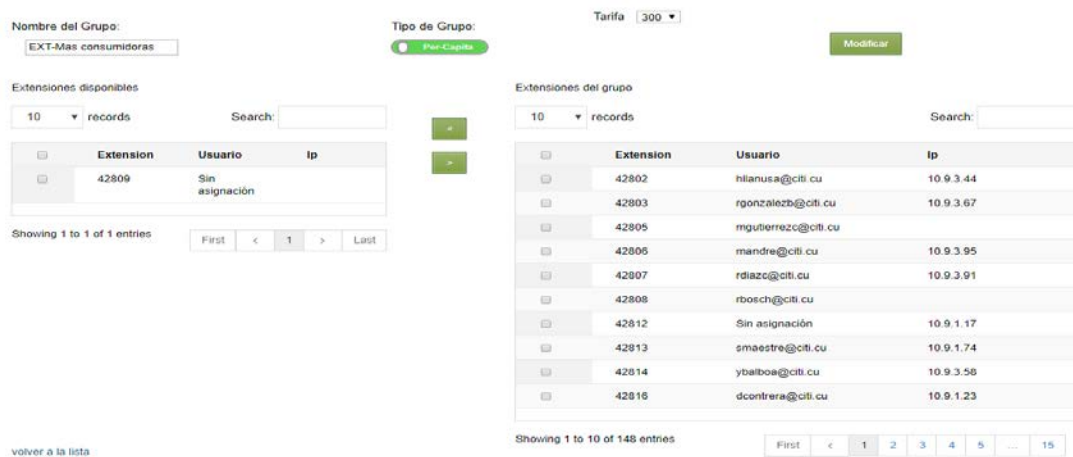 Nombre del Grupo:
EXT-Mas consumidoras
Tipo de Grupo:
Per-Capita
Tarifa 300
Modificar
Extensiones disponibles
10 records Search:
Extension Usuario Ip
42809 Sin
asignación
Showing 1 to 1 of 1 entries
First < 1 > Last
<
>
Extensiones del grupo
10 records Search:
Extension Usuario Ip
42802 hllanusa@citi.cu 10.9.3.44
42803 rgonzalezb@citi.cu 10.9.3.67
42805 mgutierrezc@citi.cu
42806 mandre@citi.cu 10.9.3.95
42807 rdiazc@citi.cu 10.9.3.91
42808 rbosch@citi.cu
42812 Sin asignación 10.9.1.17
42813 smaestre@citi.cu 10.9.1.74
42814 ybalboa@citi.cu 10.9.3.58
42816 dcontrera@citi.cu 10.9.1.23
Showing 1 to 10 of 148 entries
First < 1 2 3 4 5 ... 15
volver a la lista